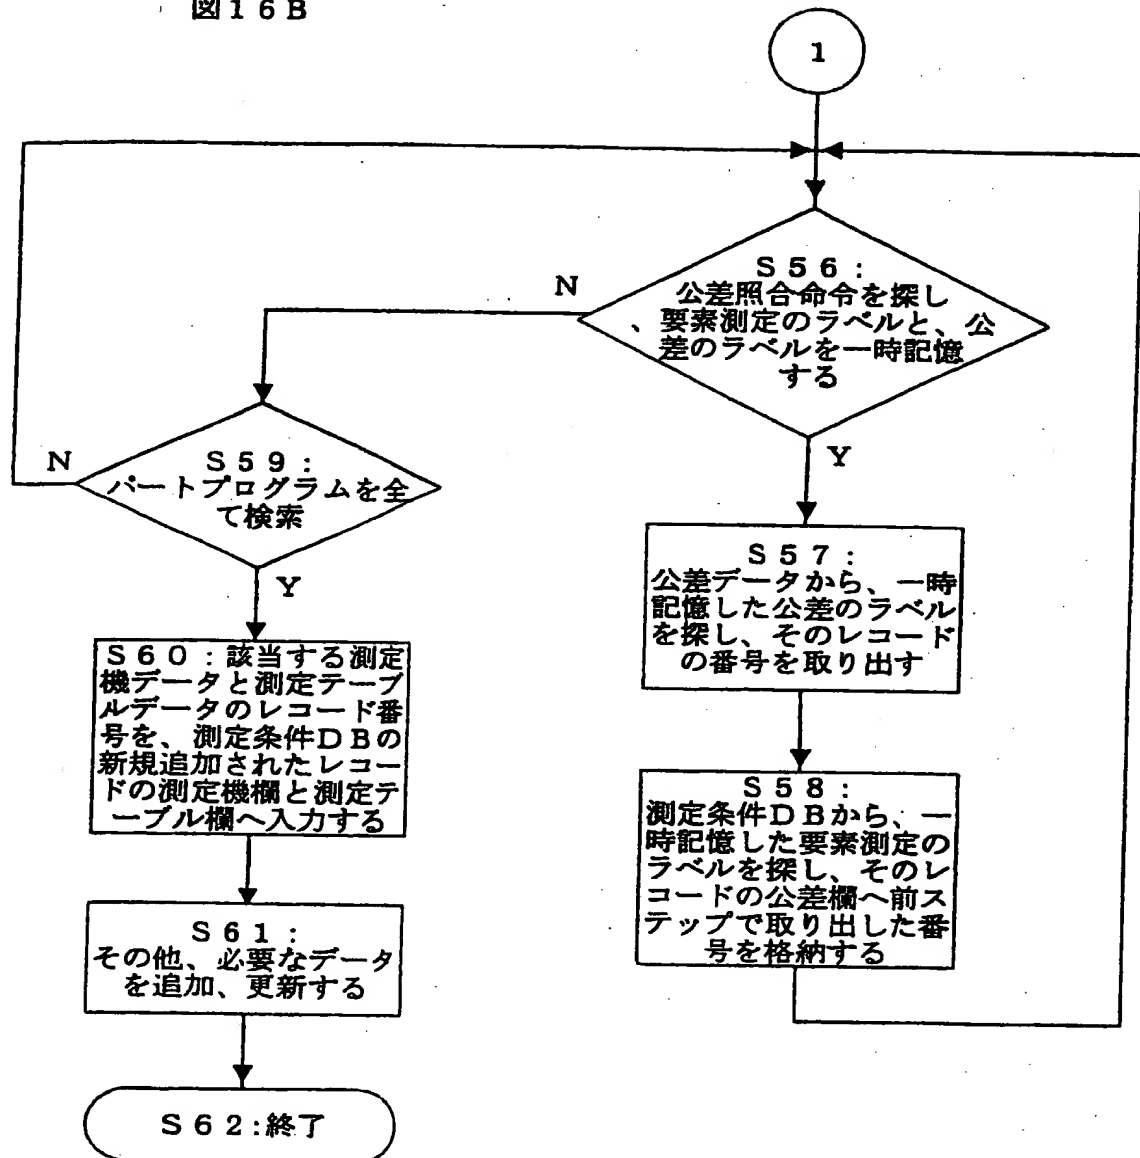 図１６Ｂ
1
Ｓ５６：
公差照合命令を探し
、要素測定のラベルと、公
差のラベルを一時記憶
する
N
Y
Ｓ５９：
パートプログラムを全
て検索
N
Y
Ｓ５７：
公差データから、一時
記憶した公差のラベル
を探し、そのレコード
の番号を取り出す
Ｓ６０：該当する測定
機データと測定テーブ
ルデータのレコード番
号を、測定条件ＤＢの
新規追加されたレコー
ドの測定機欄と測定テ
ーブル欄へ入力する
Ｓ５８：
測定条件ＤＢから、一
時記憶した要素測定の
ラベルを探し、そのレ
コードの公差欄へ前ス
テップで取り出した番
号を格納する
Ｓ６１：
その他、必要なデータ
を追加、更新する
Ｓ６２:終了